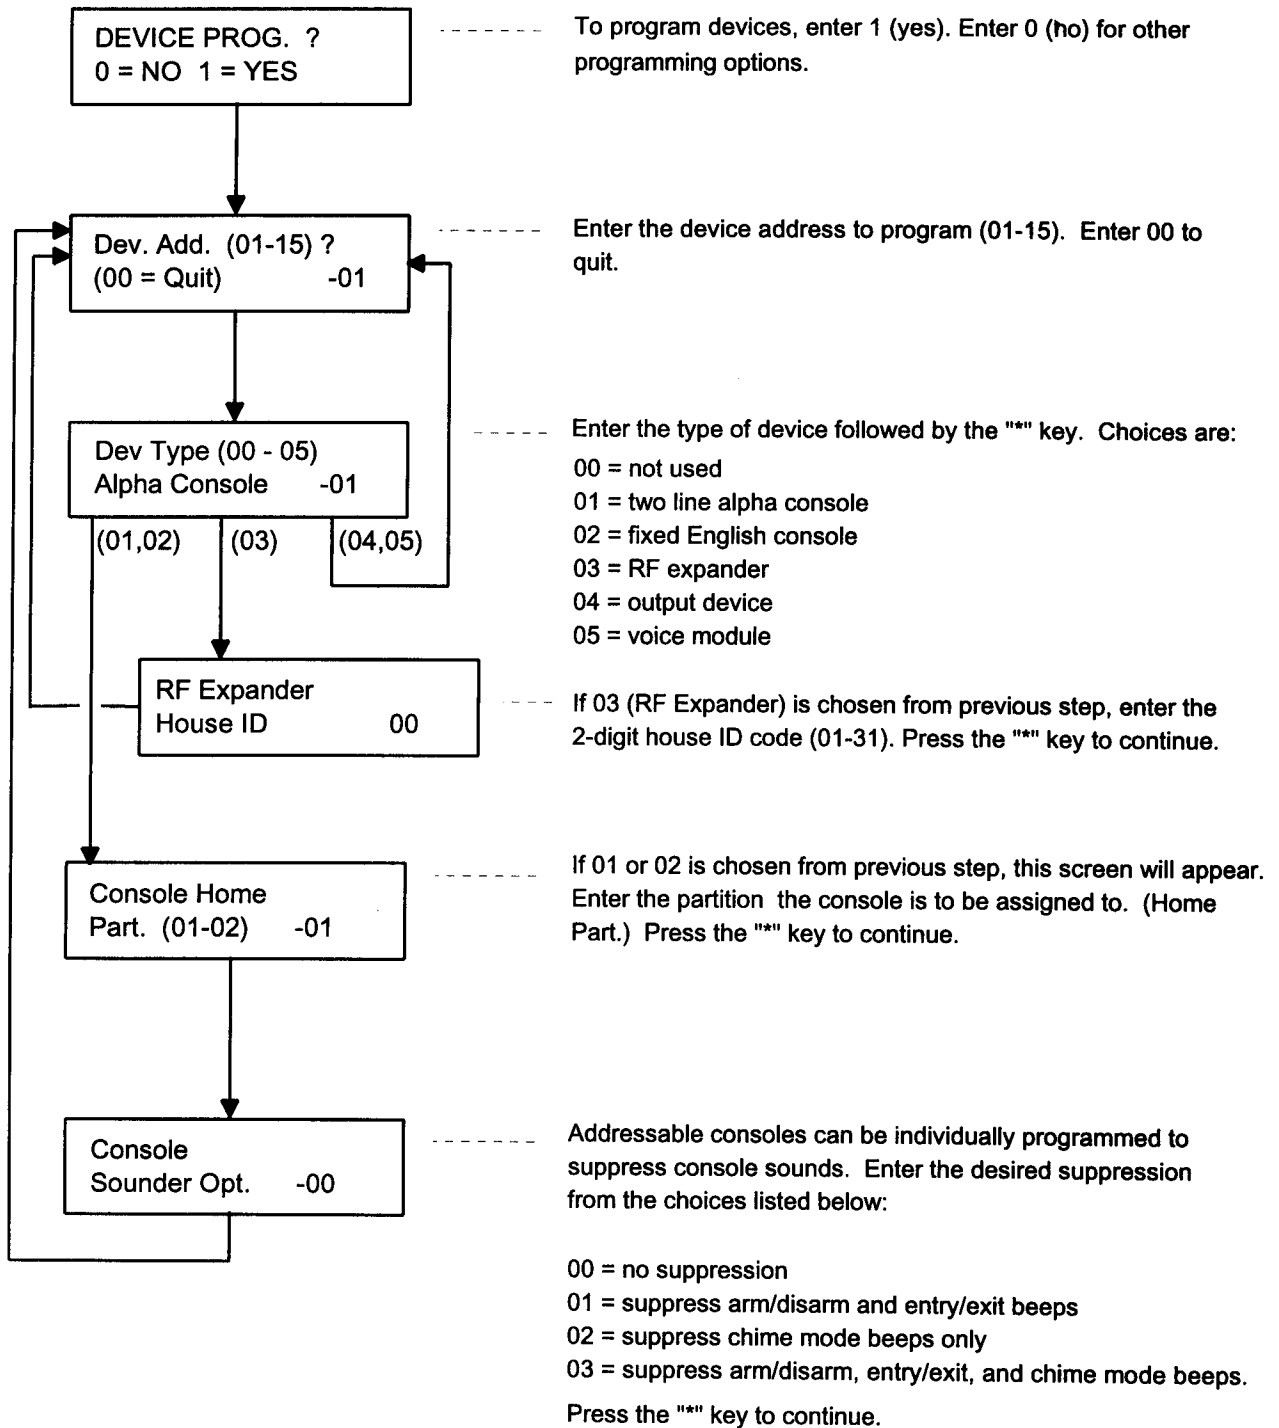 DEVICE PROG. ?
0 = NO 1 = YES
To program devices, enter 1 (yes). Enter 0 (no) for other
programming options.
Dev. Add. (01-15) ?
(00 = Quit) -01
Enter the device address to program (01-15). Enter 00 to
quit.
Dev Type (00 - 05)
Alpha Console -01
(01,02) (03) (04,05)
Enter the type of device followed by the "*" key. Choices are:
00 = not used
01 = two line alpha console
02 = fixed English console
03 = RF expander
04 = output device
05 = voice module
RF Expander
House ID 00
If 03 (RF Expander) is chosen from previous step, enter the
2-digit house ID code (01-31). Press the "*" key to continue.
Console Home
Part. (01-02) -01
If 01 or 02 is chosen from previous step, this screen will appear.
Enter the partition the console is to be assigned to. (Home
Part.) Press the "*" key to continue.
Console
Sounder Opt. -00
Addressable consoles can be individually programmed to
suppress console sounds. Enter the desired suppression
from the choices listed below:
00 = no suppression
01 = suppress arm/disarm and entry/exit beeps
02 = suppress chime mode beeps only
03 = suppress arm/disarm, entry/exit, and chime mode beeps.
Press the "*" key to continue.